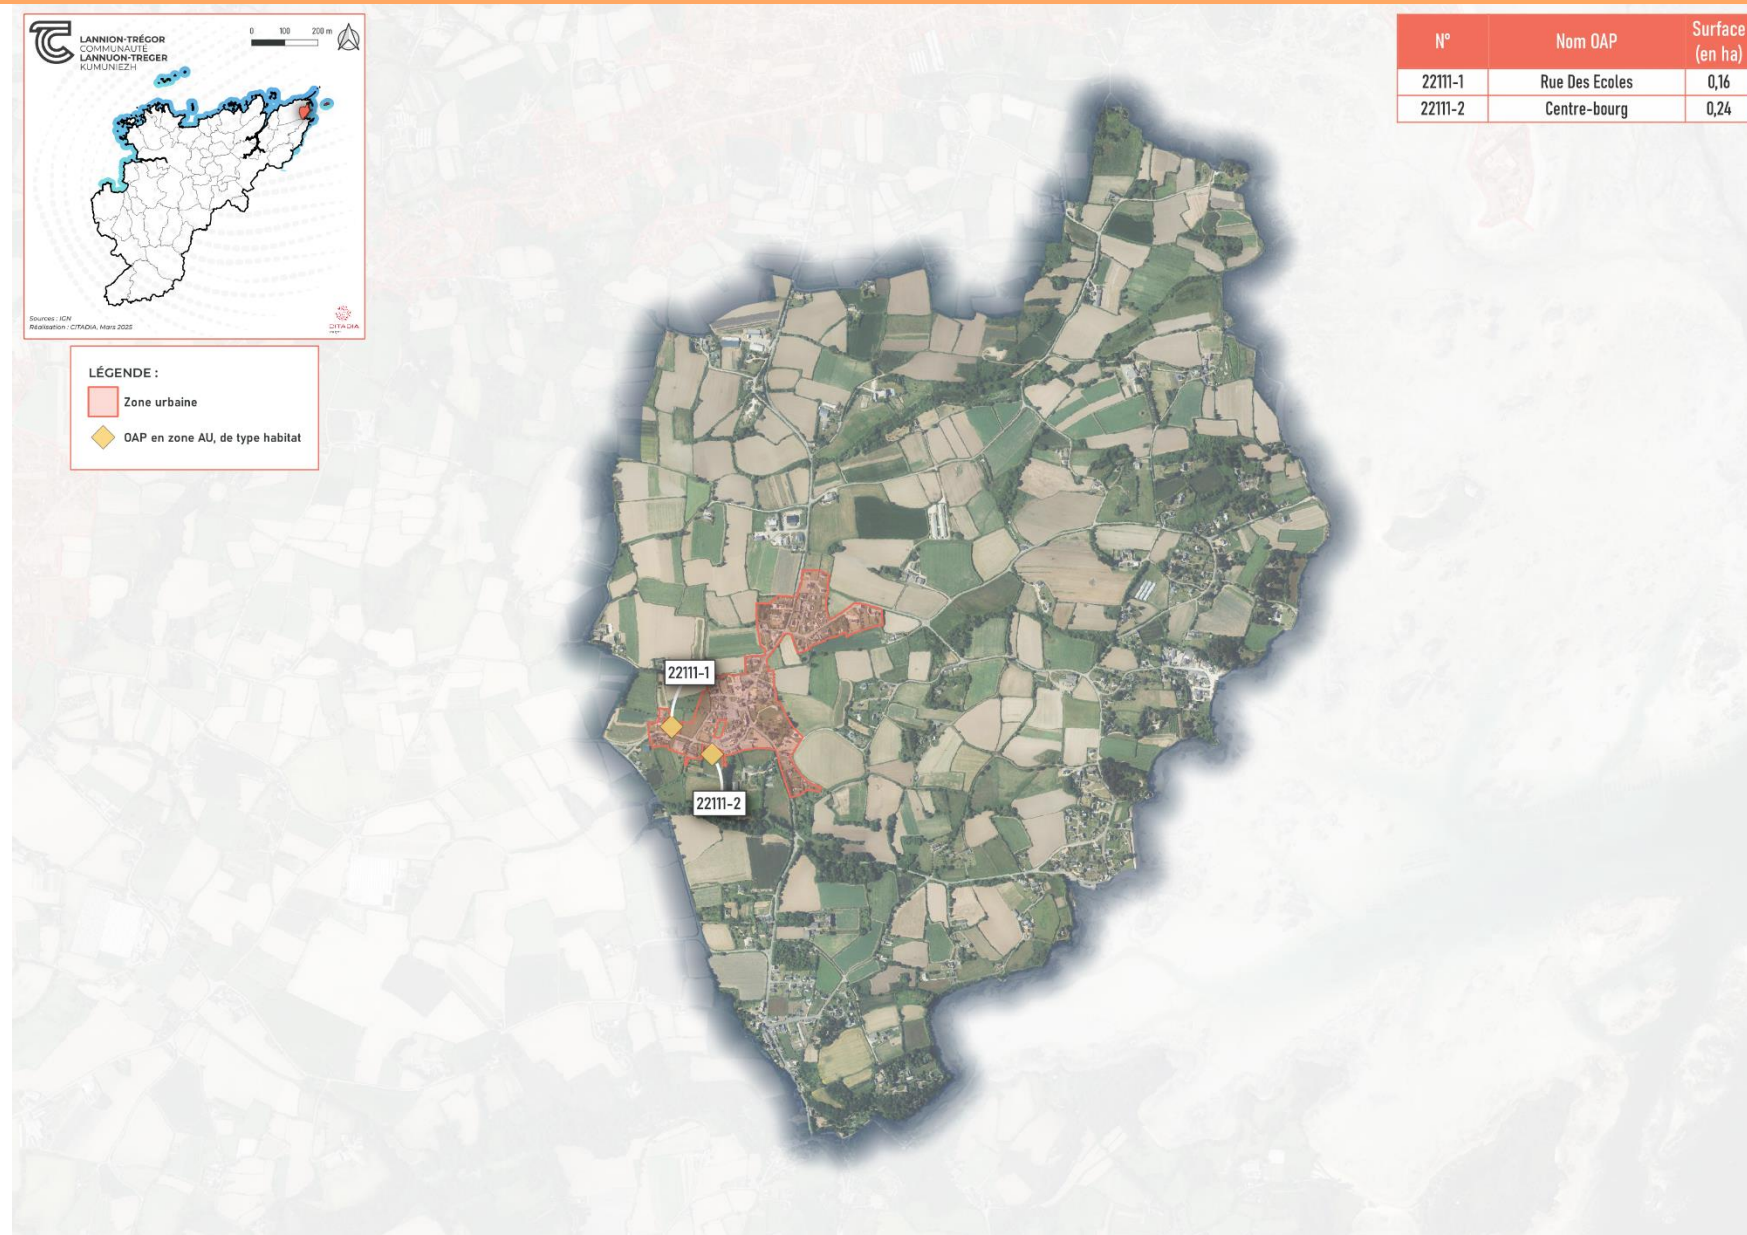 LANNION-TRÉGOR
COMMUNAUTÉ
LANNUON-TREGER
KUMUNIEZH
0 100 200 m
Sources : IGN
Réalisation : CITADIA, Mars 2025
CITADIA
LÉGENDE :
Zone urbaine
OAP en zone AU, de type habitat
N° Nom OAP Surface (en ha)
22111-1 Rue Des Ecoles 0,16
22111-2 Centre-bourg 0,24
22111-1
22111-2